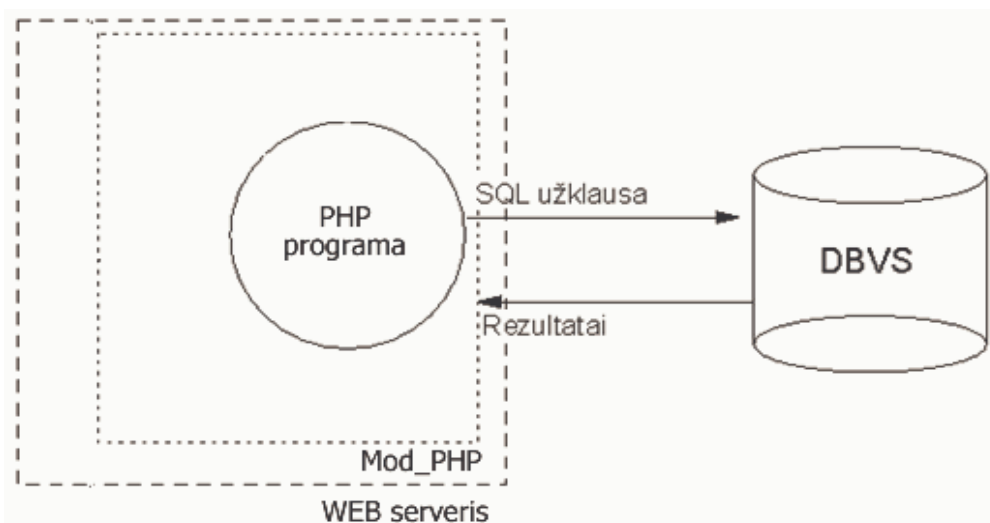 SQL užklausa
PHP
programa
DBVS
Rezultatai
Mod_PHP
WEB serveris